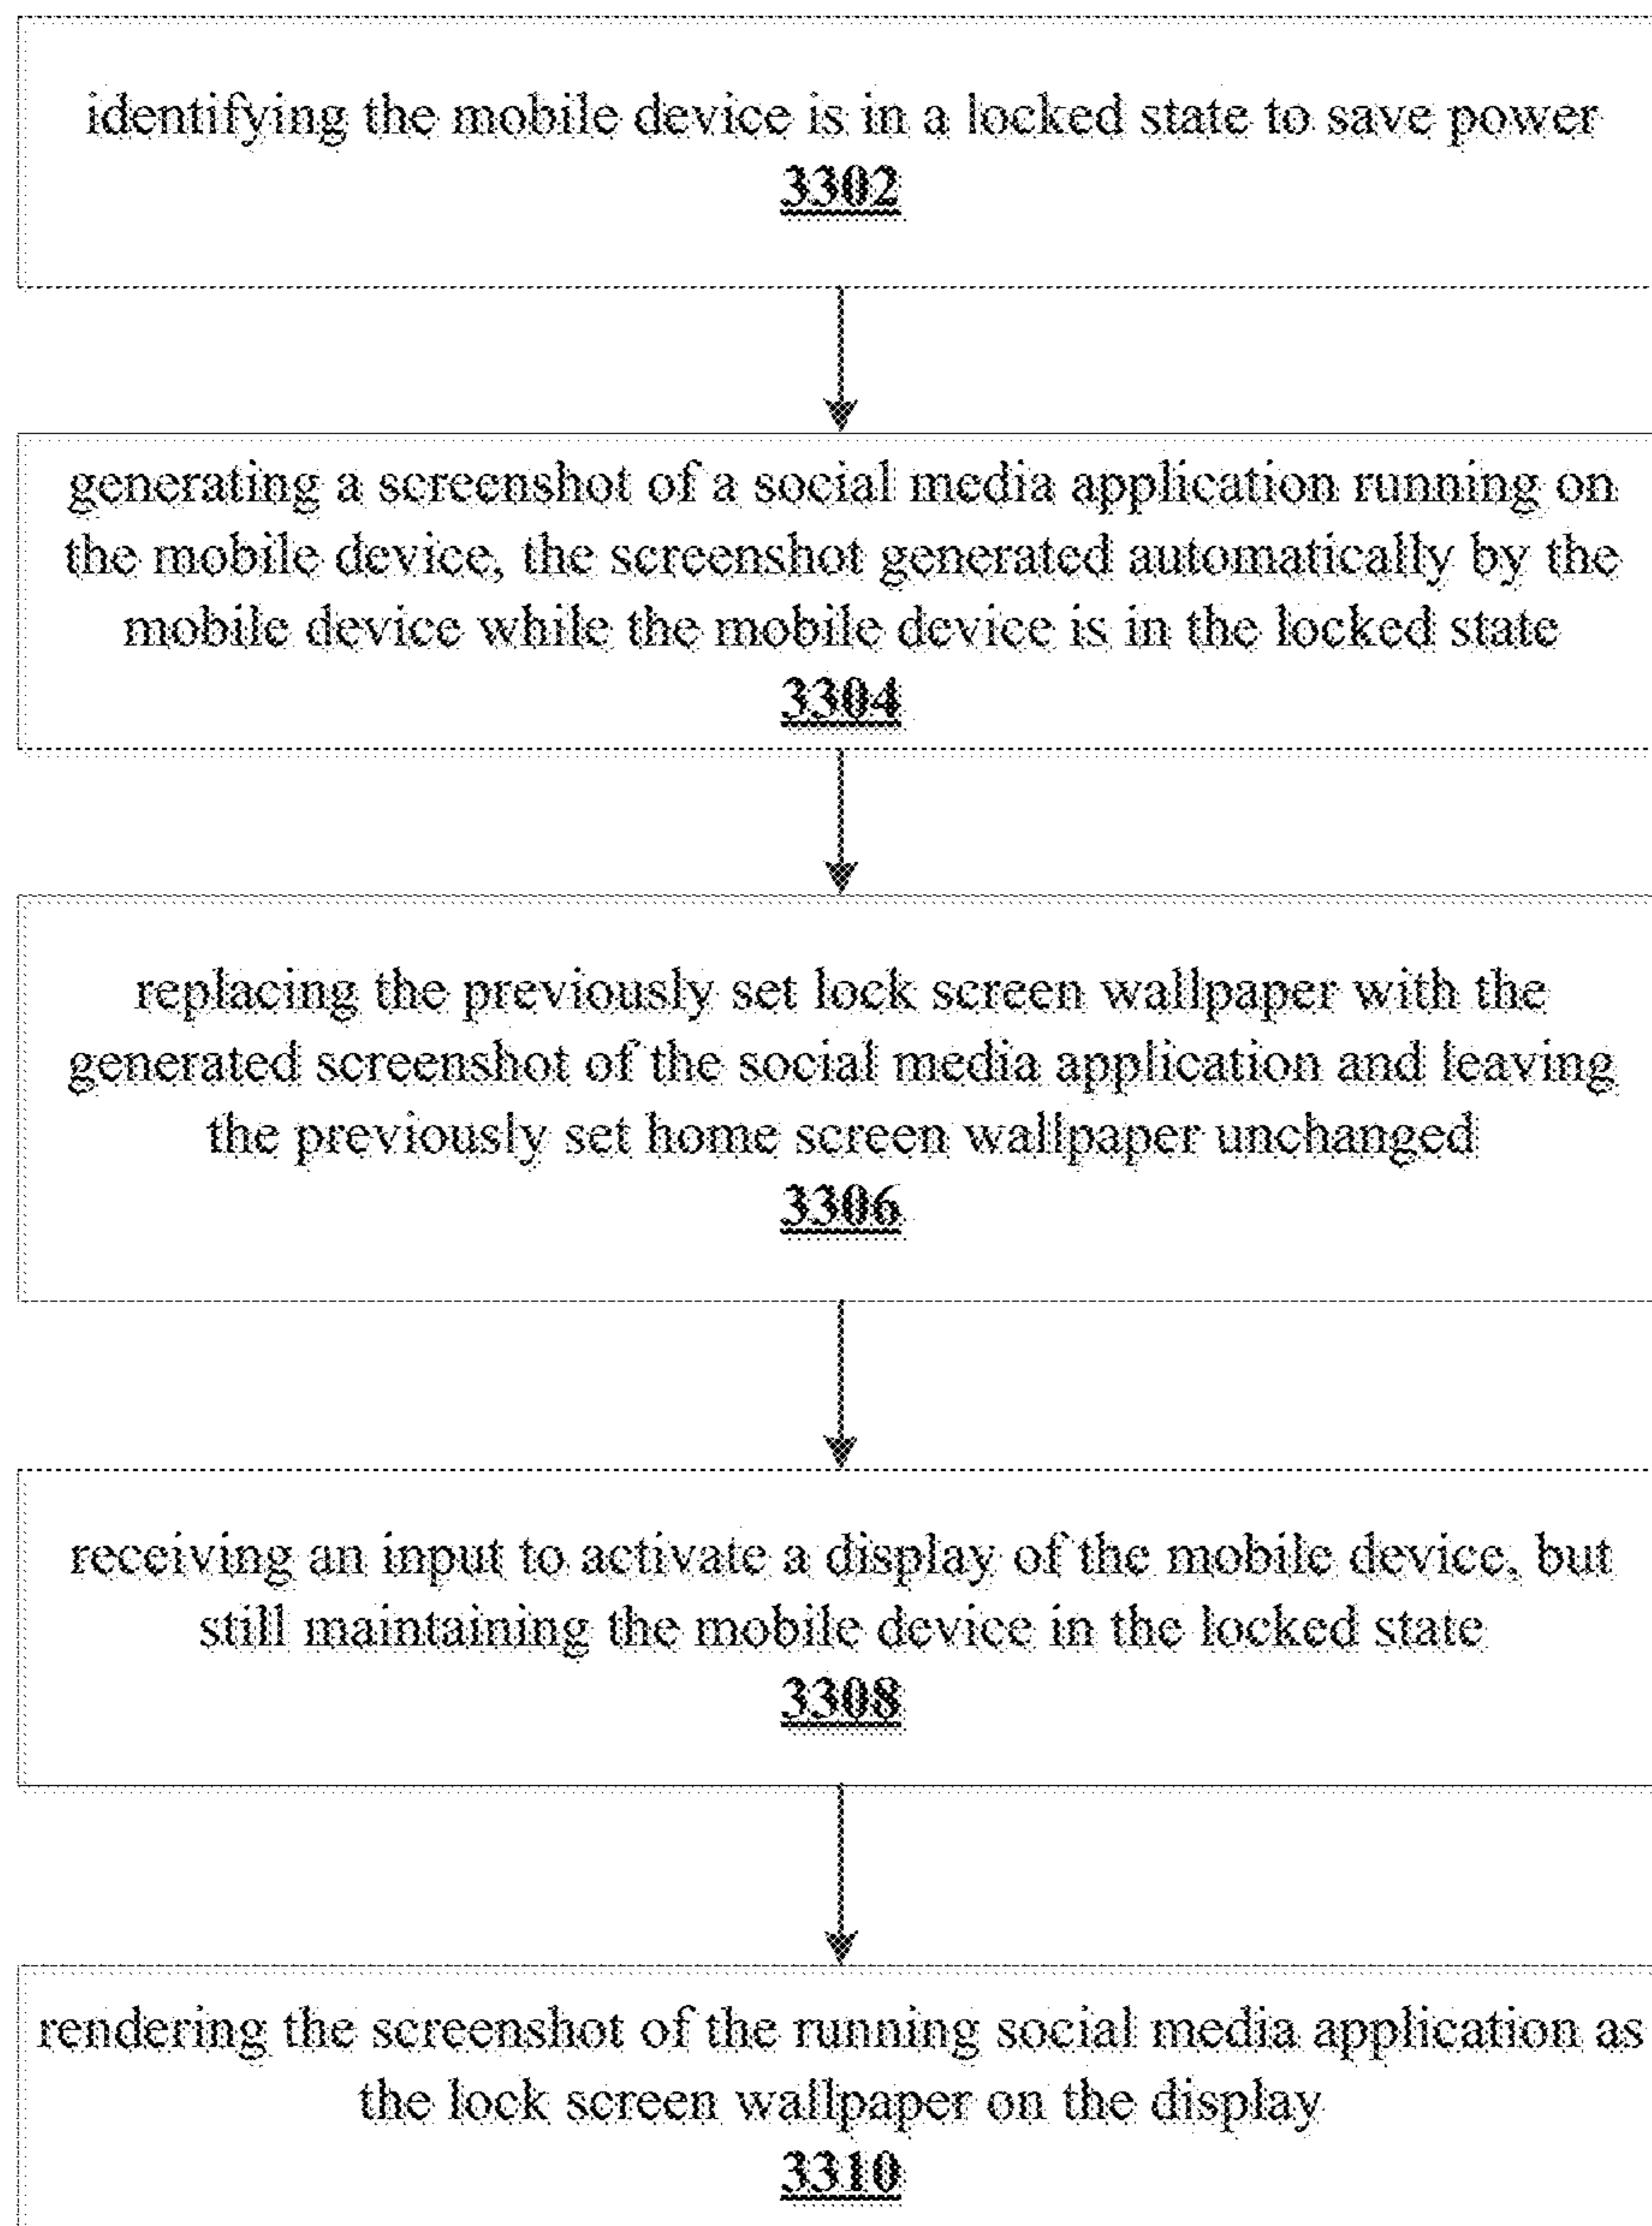 identifying the mobile device is in a locked state to save power
3302
generating a screenshot of a social media application running on
the mobile device, the screenshot generated automatically by the
mobile device while the mobile device is in the locked state
3304
replacing the previously set lock screen wallpaper with the
generated screenshot of the social media application and leaving
the previously set home screen wallpaper unchanged
3306
receiving an input to activate a display of the mobile device, but
still maintaining the mobile device in the locked state
3308
rendering the screenshot of the running social media application as
the lock screen wallpaper on the display
3310